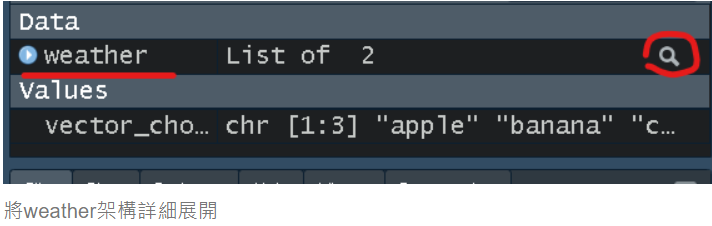 Data
weather List of 2
Values
vector_cho… chr [1:3] "apple" "banana" "c…
將weather架構詳細展開